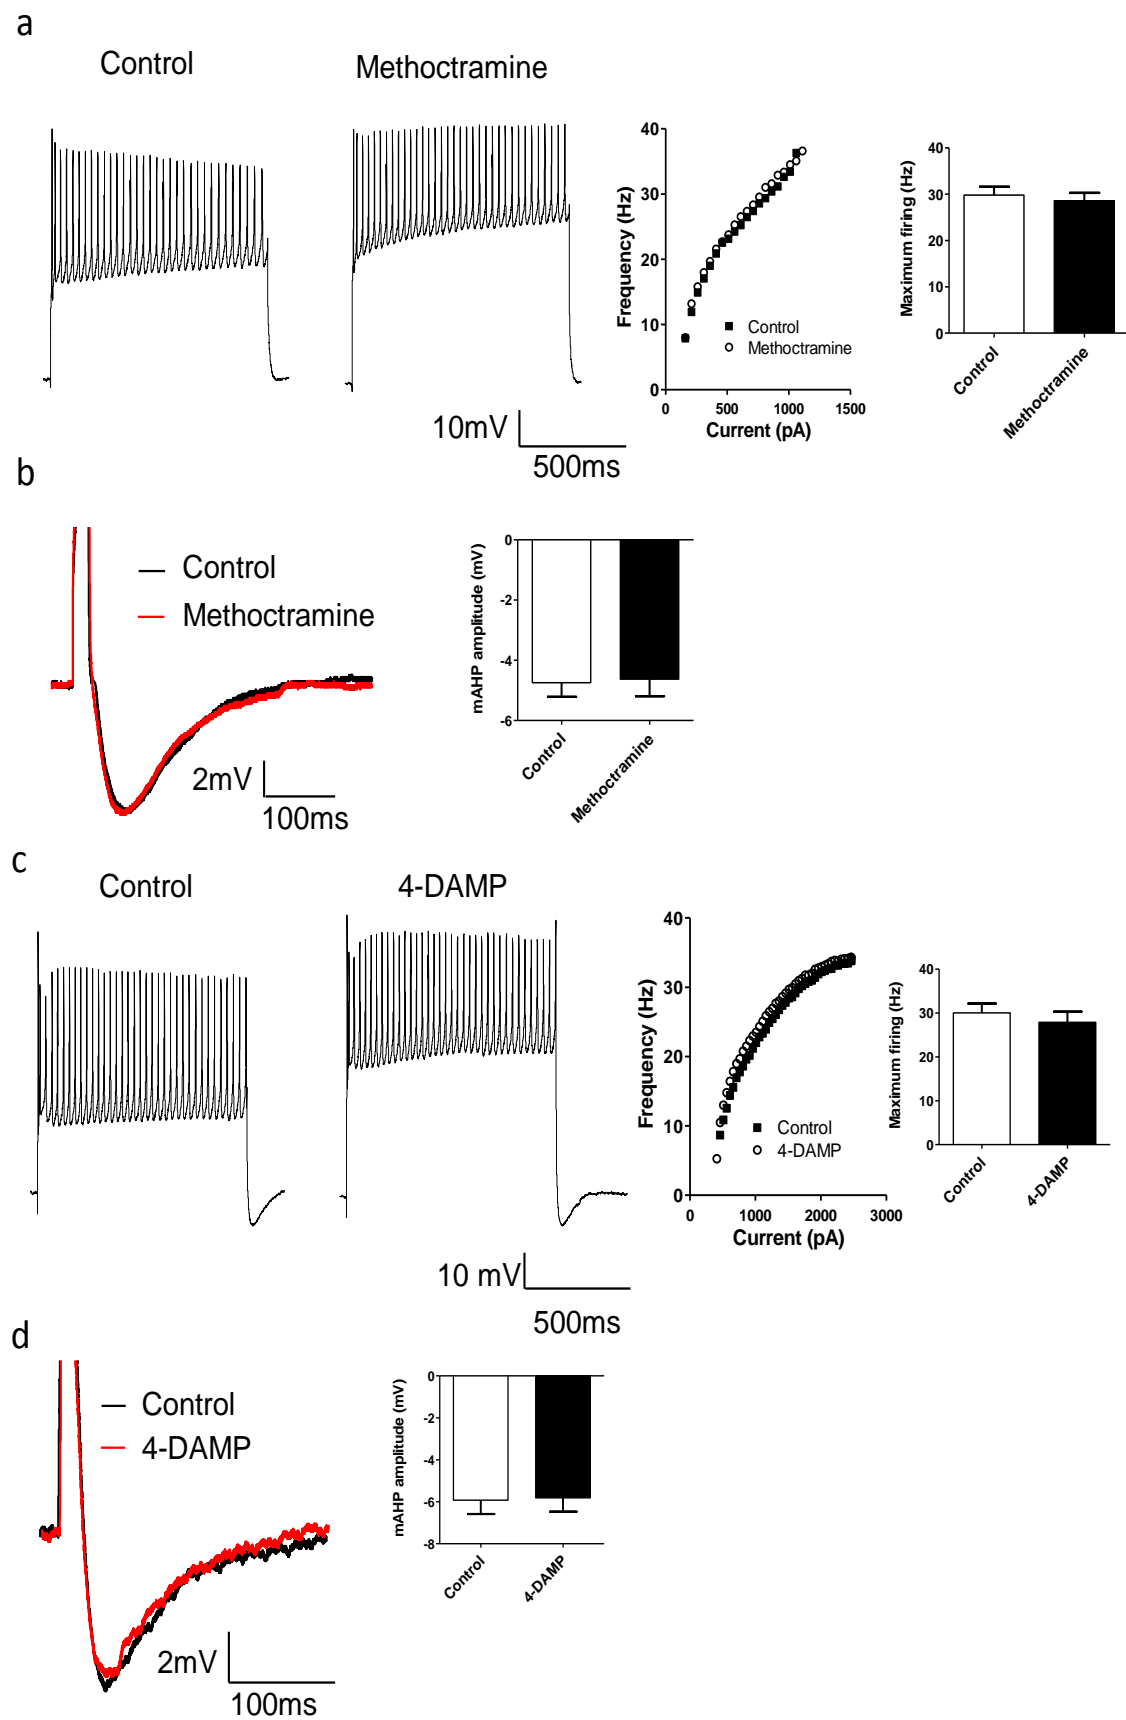 a
Control
Methoctramine
40
30
20
10
0
Frequency (Hz)
Control
Methoctramine
0
500
1000
1500
Current (pA)
40
30
20
10
0
Maximum firing (Hz)
Control
Methoctramine
10mV
500ms
b
Control
Methoctramine
2mV
100ms
0
-2
-4
-6
mAHP amplitude (mV)
Control
Methoctramine
c
Control
4-DAMP
40
30
20
10
0
Frequency (Hz)
Control
4-DAMP
0
1000
2000
3000
Current (pA)
40
30
20
10
0
Maximum firing (Hz)
Control
4-DAMP
10 mV
500ms
d
Control
4-DAMP
2mV
100ms
0
-2
-4
-6
-8
mAHP amplitude (mV)
Control
4-DAMP